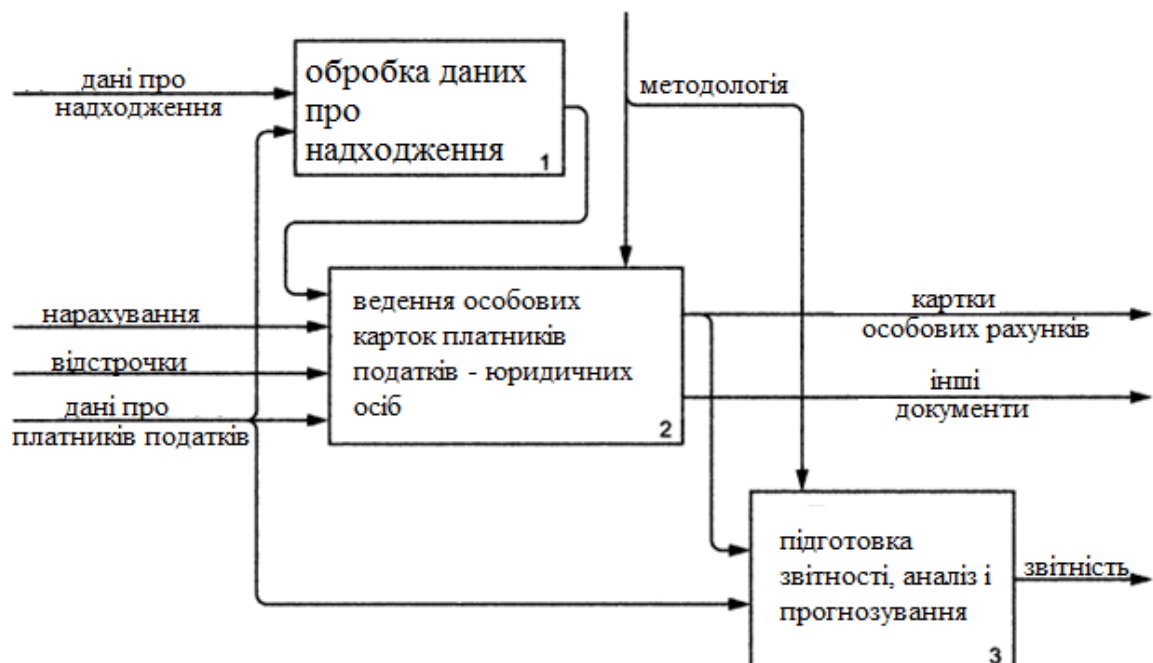 дані про
надходження
обробка даних
про
надходження
1
методологія
нарахування
відстрочки
дані про
платників податків
ведення особових
карток платників
податків - юридичних
осіб
2
картки
особових рахунків
інші
документи
підготовка
звітності, аналіз і
прогнозування
3
звітність